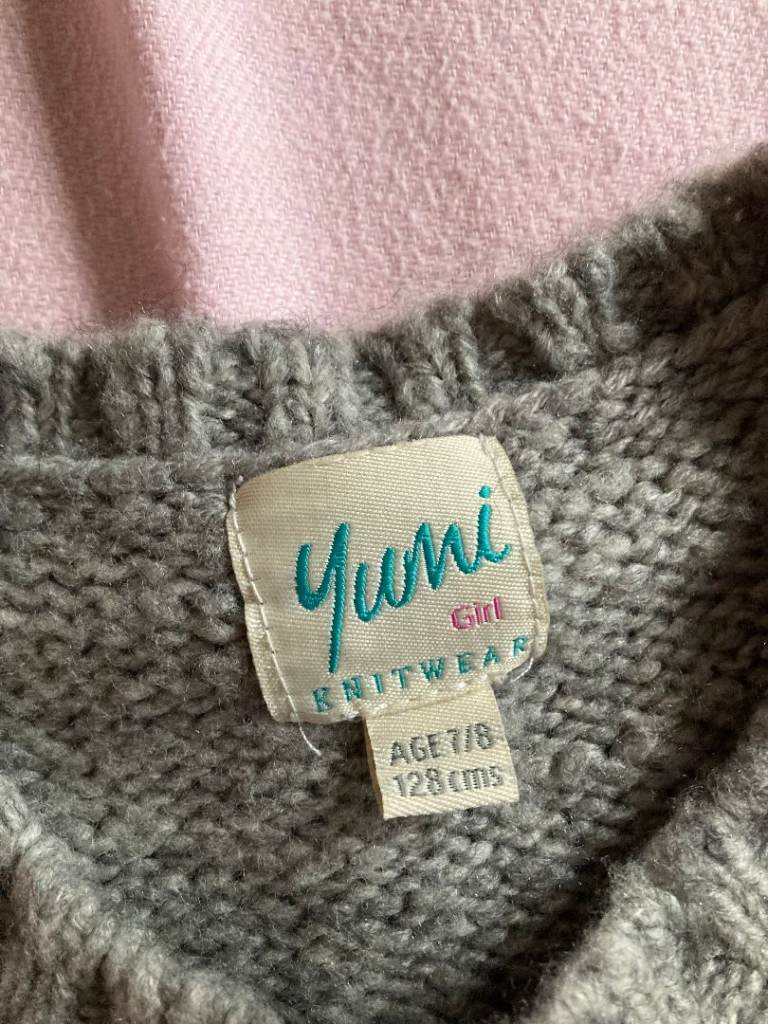 Yumi
Girl
KNITWEAR
AGE 7/8
128 cms